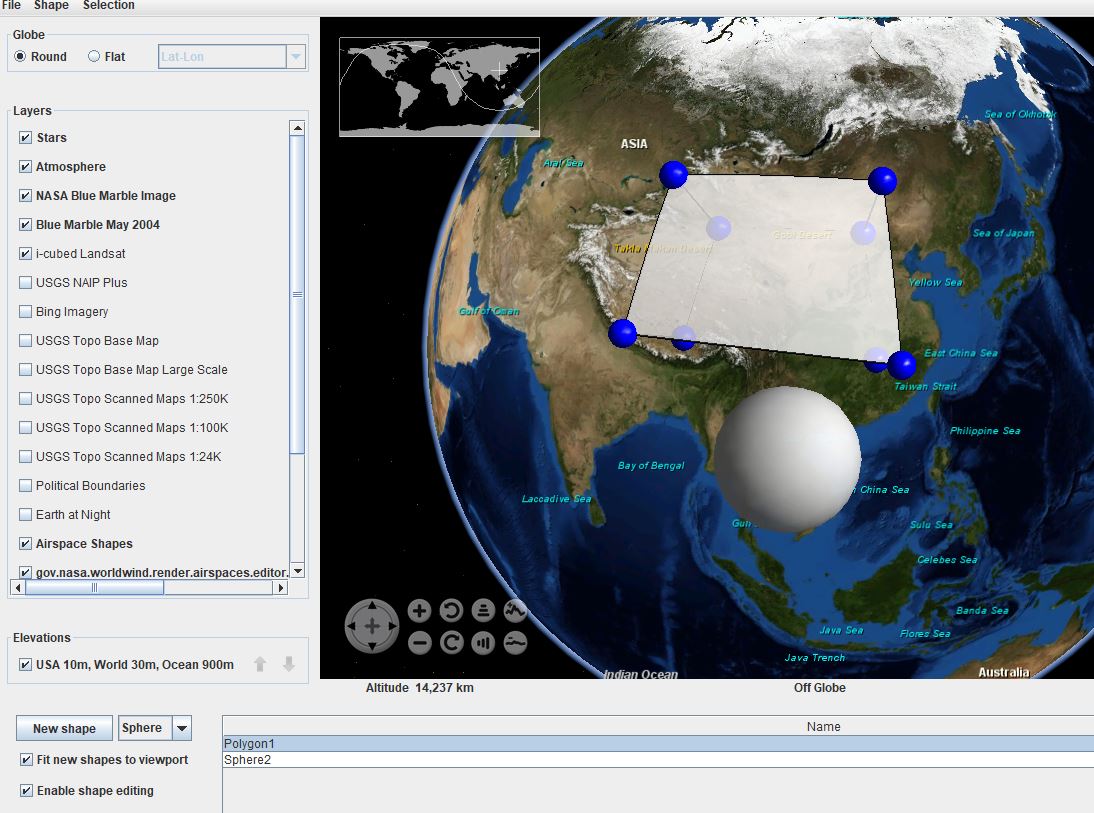 File Shape Selection
Globe
Round Flat Lat-Lon
Layers
Stars
Atmosphere
NASA Blue Marble Image
Blue Marble May 2004
i-cubed Landsat
USGS NAIP Plus
Bing Imagery
USGS Topo Base Map
USGS Topo Base Map Large Scale
USGS Topo Scanned Maps 1:250K
USGS Topo Scanned Maps 1:100K
USGS Topo Scanned Maps 1:24K
Political Boundaries
Earth at Night
Airspace Shapes
gov.nasa.worldwind.render.airspaces.editor.
Elevations
USA 10m, World 30m, Ocean 900m
New shape Sphere
Fit new shapes to viewport
Enable shape editing
Sea of Okhotsk
ASIA
Aral Sea
Sea of Japan
Gobi Desert
Takla Makan Desert
Yellow Sea
Gulf of Oman
East China Sea
Taiwan Strait
Philippine Sea
Bay of Bengal
China Sea
Laccadive Sea
Gul
Sulu Sea
Celebes Sea
Banda Sea
Java Sea
Flores Sea
Java Trench
Indian Ocean
Australia
Altitude 14,237 km
Off Globe
Name
Polygon1
Sphere2